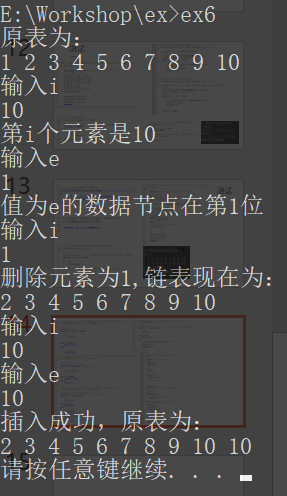 E:\Workshop\ex>ex6
原表为:
1 2 3 4 5 6 7 8 9 10
输入i
10
第i个元素是10
输入e
1
值为e的数据节点在第1位
输入i
1
删除元素为1,链表现在为:
2 3 4 5 6 7 8 9 10
输入i
10
输入e
10
插入成功，原表为:
2 3 4 5 6 7 8 9 10 10
请按任意键继续. . .